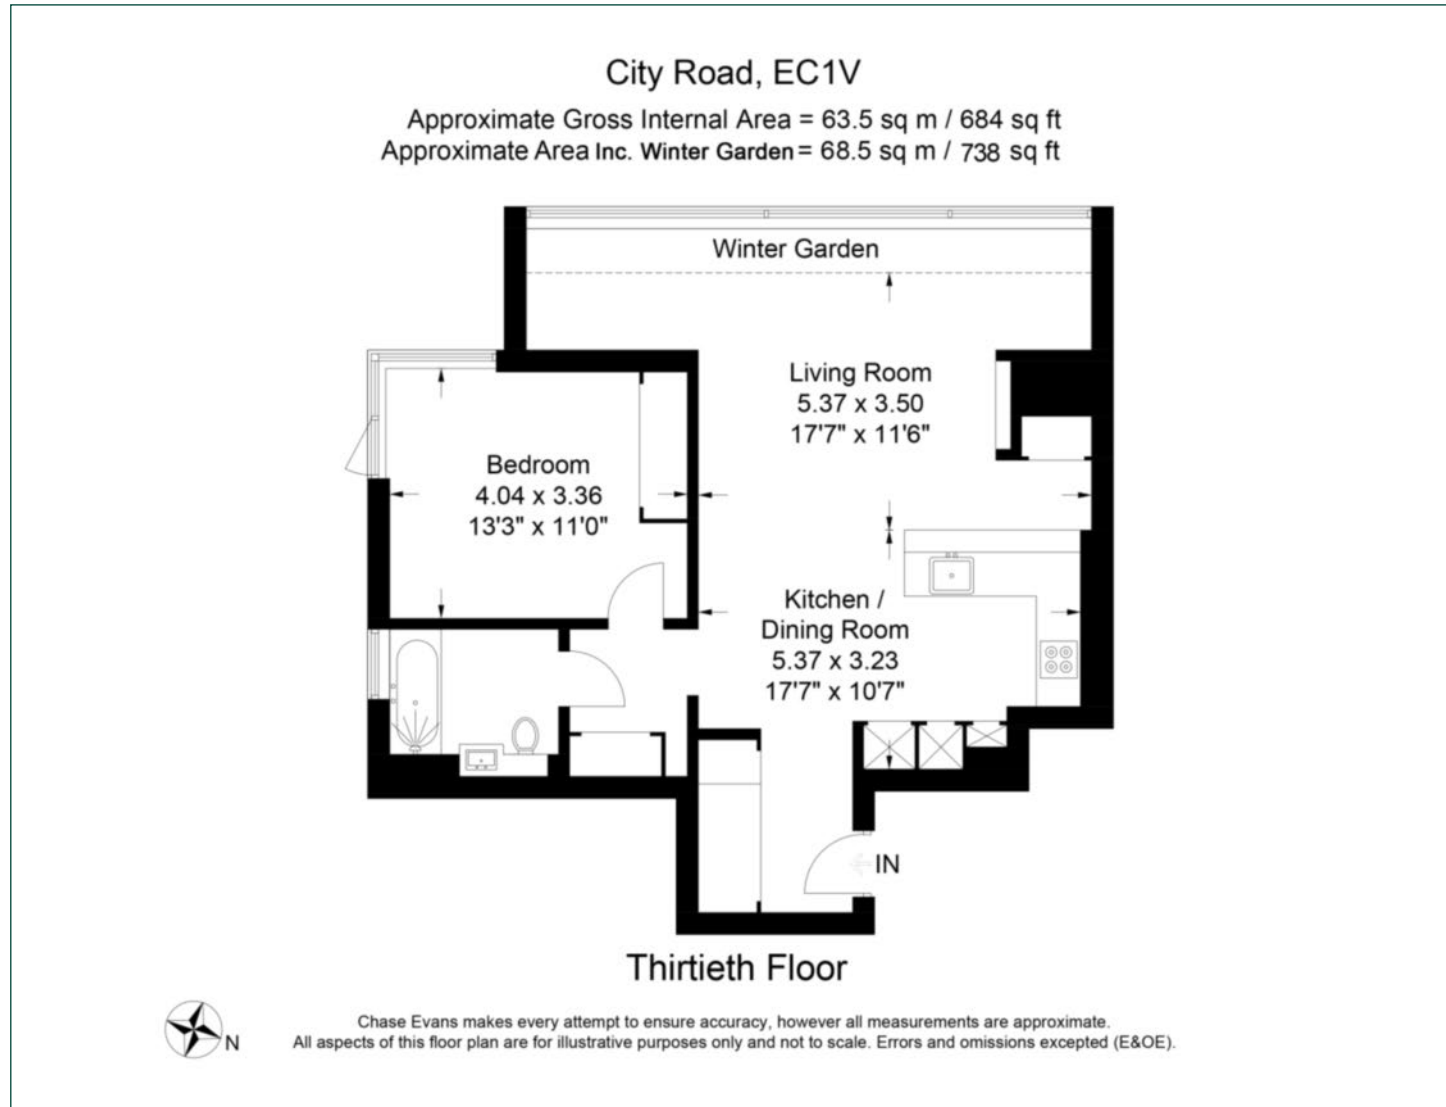 City Road, EC1V
Approximate Gross Internal Area = 63.5 sq m / 684 sq ft
Approximate Area Inc. Winter Garden = 68.5 sq m / 738 sq ft
Winter Garden
Living Room
5.37 x 3.50
17'7" x 11'6"
Bedroom
4.04 x 3.36
13'3" x 11'0"
Kitchen /
Dining Room
5.37 x 3.23
17'7" x 10'7"
IN
Thirtieth Floor
N
Chase Evans makes every attempt to ensure accuracy, however all measurements are approximate.
All aspects of this floor plan are for illustrative purposes only and not to scale. Errors and omissions excepted (E&OE).